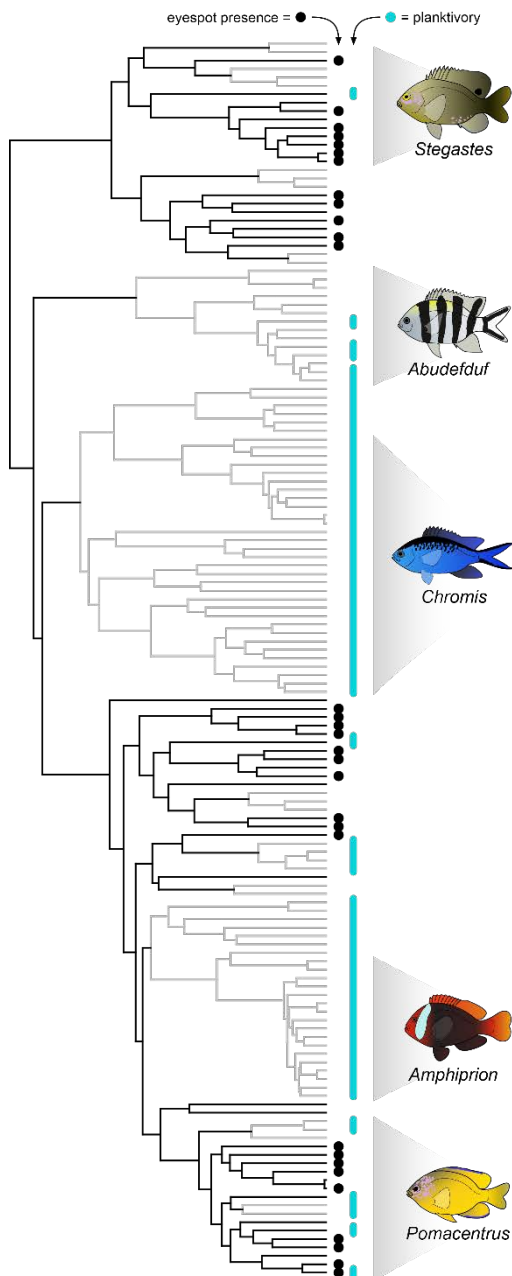 eyespot presence = = planktivory
Stegastes
Abudefduf
Chromis
Amphiprion
Pomacentrus